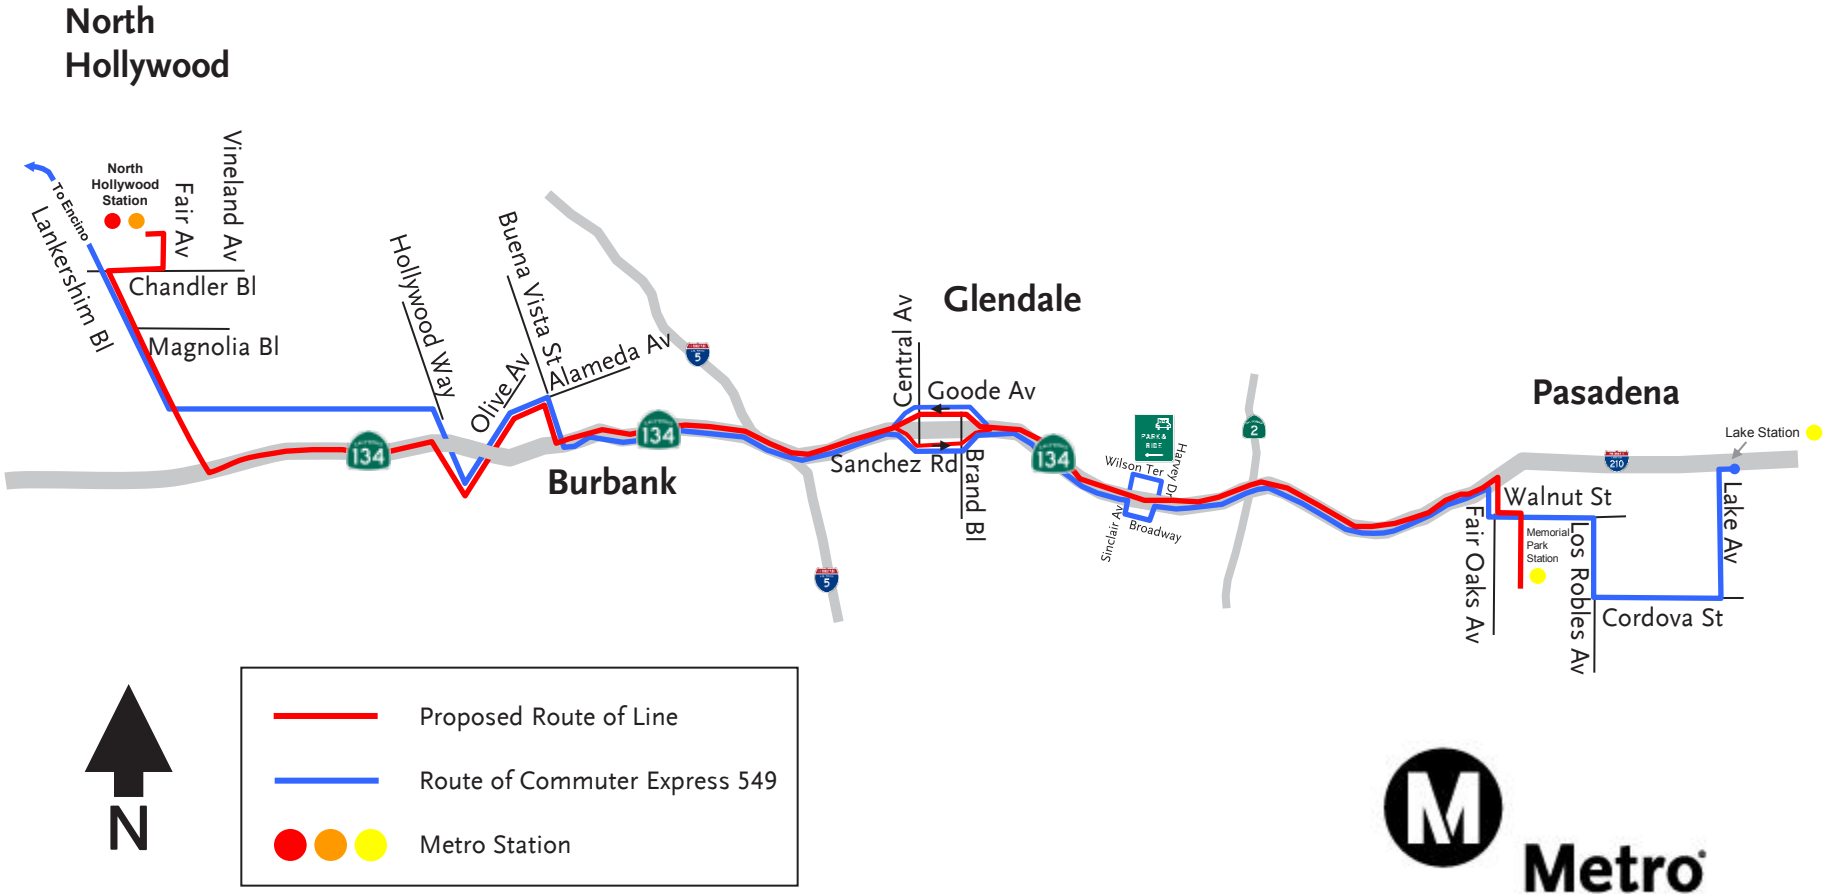 North
Hollywood
Vineland Av
North
Hollywood
Station
Fair Av
To Encino
Lankershim Bl
Chandler Bl
Magnolia Bl
Hollywood Way
Olive Av
Buena Vista St
Alameda Av
134
Burbank
134
5
5
Central Av
Glendale
Goode Av
Sanchez Rd
Brand Bl
134
PARK &
RIDE
Wilson Ter
Harvey Dr
Sinclair Av
Broadway
2
Pasadena
Lake Station
210
Walnut St
Fair Oaks Av
Memorial
Park
Station
Los Robles Av
Lake Av
Cordova St
N
Proposed Route of Line
Route of Commuter Express 549
Metro Station
M
Metro